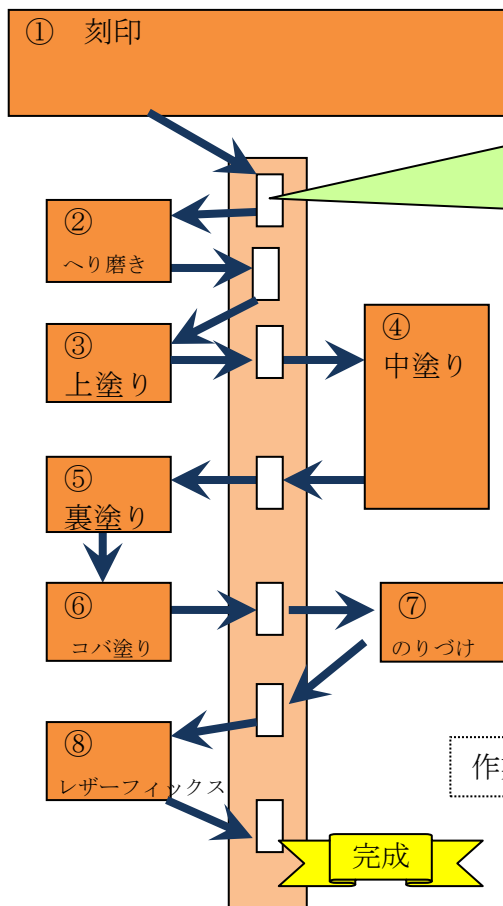 ① 刻印
②
へり磨き
③
上塗り
④
中塗り
⑤
裏塗り
⑥
コバ塗り
⑦
のりづけ
⑧
レザーフィックス
作
完成